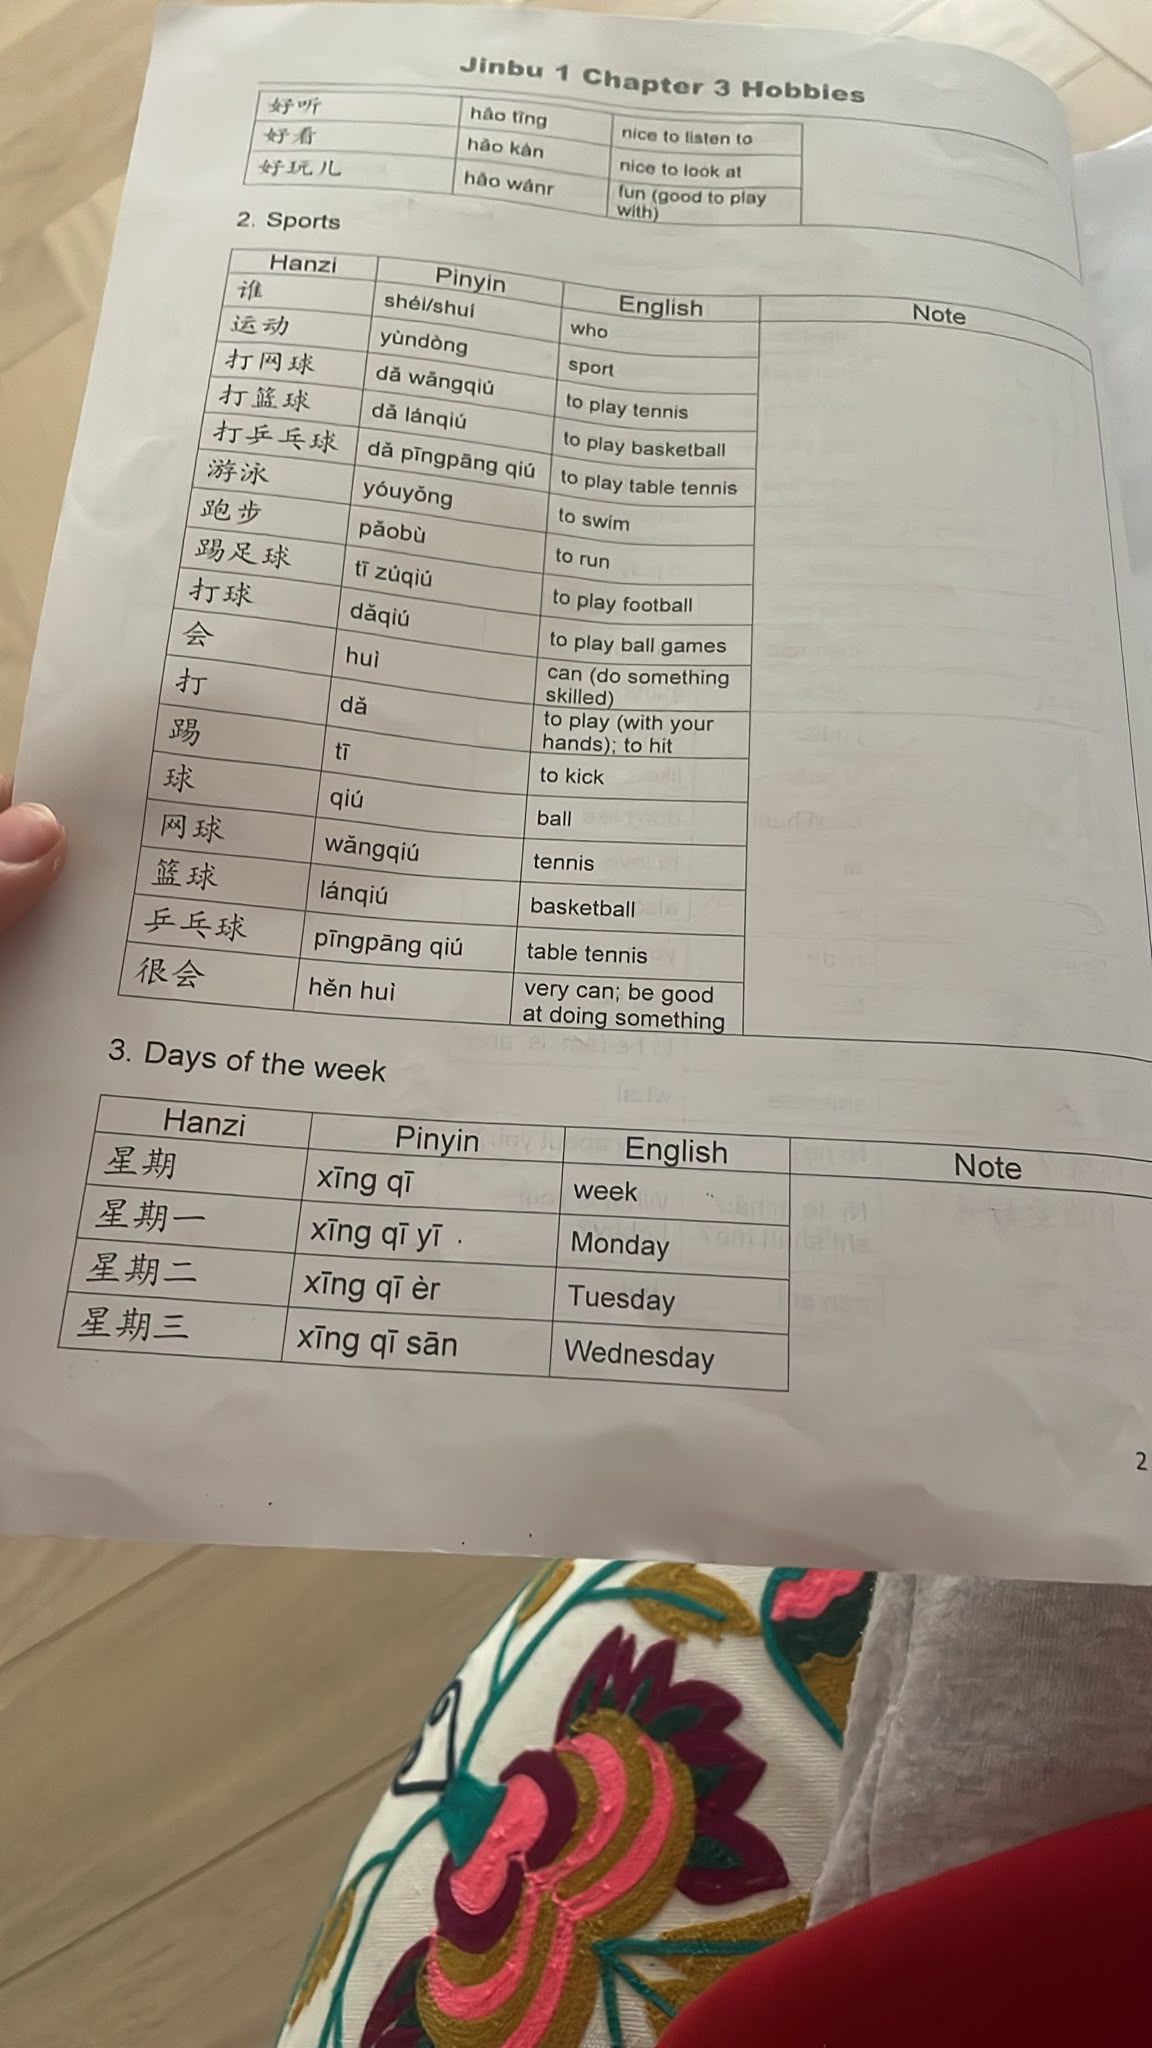 Jinbu 1 Chapter 3 Hobbies
好听 hǎo tīng nice to listen to
好看 hǎo kàn nice to look at
好玩儿 hǎo wánr fun (good to play with)
2. Sports
Hanzi Pinyin English Note
谁 shéi/shuí who
运动 yùndòng sport
打网球 dǎ wǎngqiú to play tennis
打篮球 dǎ lánqiú to play basketball
打乒乓球 dǎ pīngpāng qiú to play table tennis
游泳 yóuyǒng to swim
跑步 pǎobù to run
踢足球 tī zúqiú to play football
打球 dǎqiú to play ball games
会 huì can (do something skilled)
打 dǎ to play (with your hands); to hit
踢 tī to kick
球 qiú ball
网球 wǎngqiú tennis
篮球 lánqiú basketball
乒乓球 pīngpāng qiú table tennis
很会 hěn huì very can; be good at doing something
3. Days of the week
Hanzi Pinyin English Note
星期 xīng qī week
星期一 xīng qī yī Monday
星期二 xīng qī èr Tuesday
星期三 xīng qī sān Wednesday
2